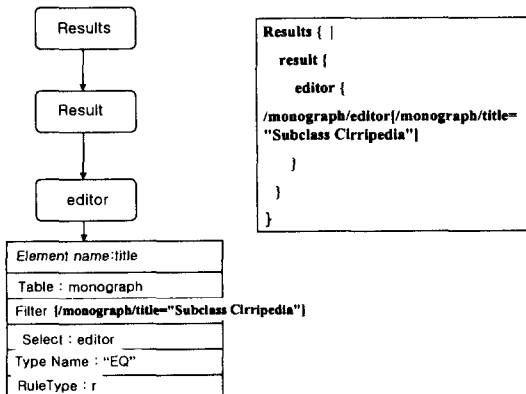 Results
Result
editor
Element name:title
Table : monograph
Filter [/monograph/title="Subclass Cirripedia"]
Select : editor
Type Name : "EQ"
RuleType : r
Results { |
result {
editor {
/monograph/editor[/monograph/title=
"Subclass Cirripedia"]
}
}
}